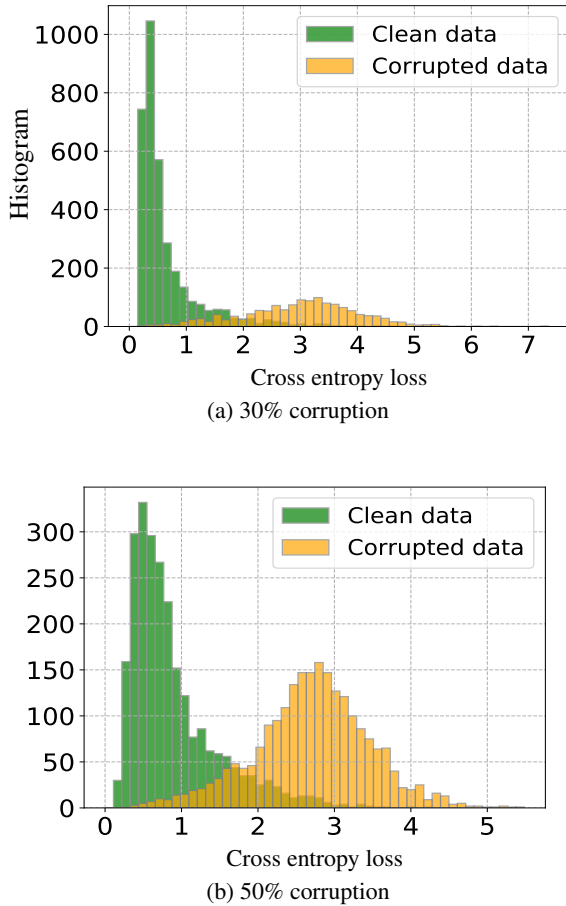 1000
800
600
400
200
0
Histogram
Clean data
Corrupted data
0 1 2 3 4 5 6 7
Cross entropy loss
(a) 30% corruption
300
250
200
150
100
50
0
Clean data
Corrupted data
0 1 2 3 4 5
Cross entropy loss
(b) 50% corruption